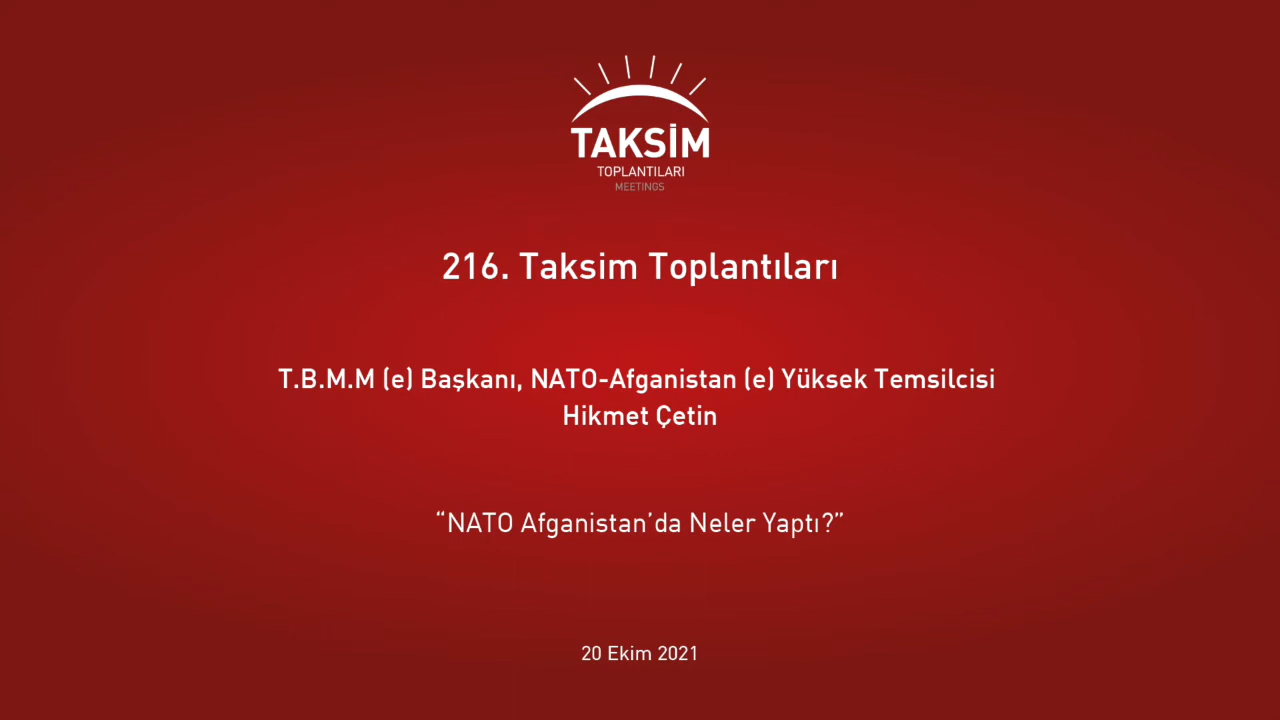 TAKSİM
TOPLANTILARI
MEETINGS
216. Taksim Toplantıları
T.B.M.M (e) Başkanı, NATO-Afganistan (e) Yüksek Temsilcisi
Hikmet Çetin
“NATO Afganistan’da Neler Yaptı?”
20 Ekim 2021